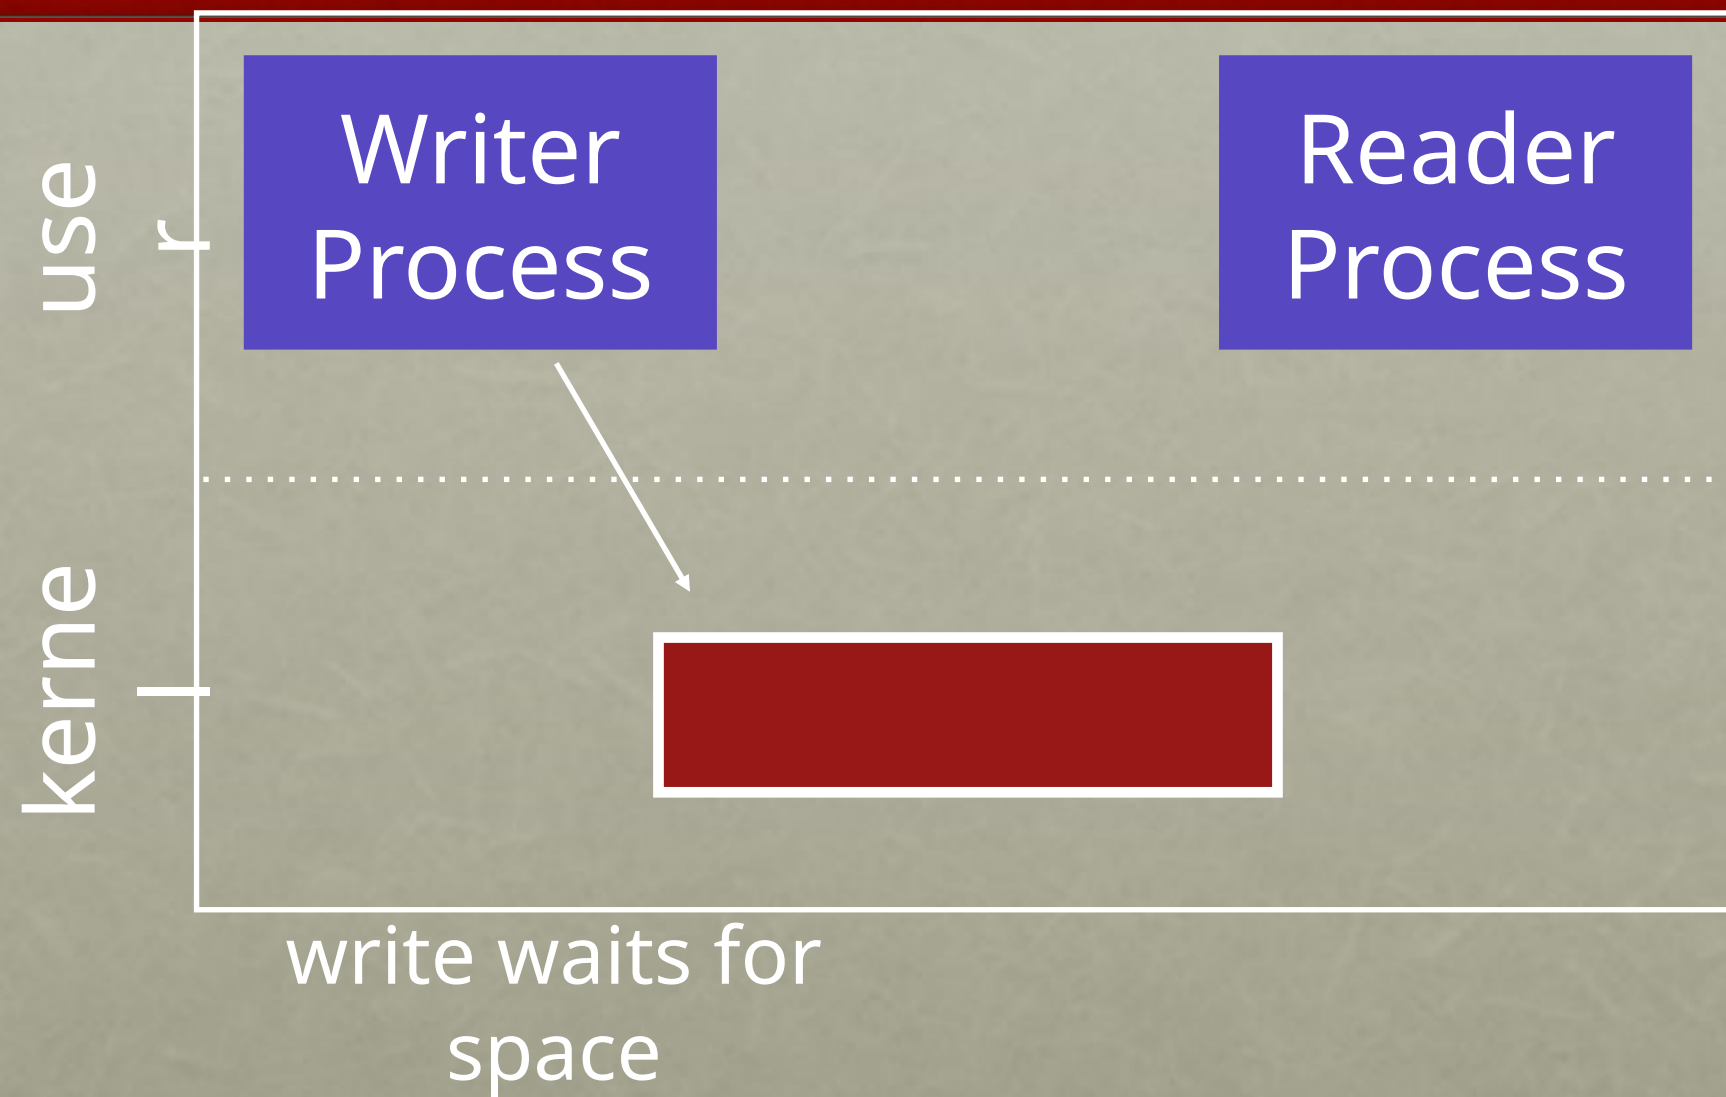 use
r
Writer
Process
Reader
Process
kerne
l
write waits for
space